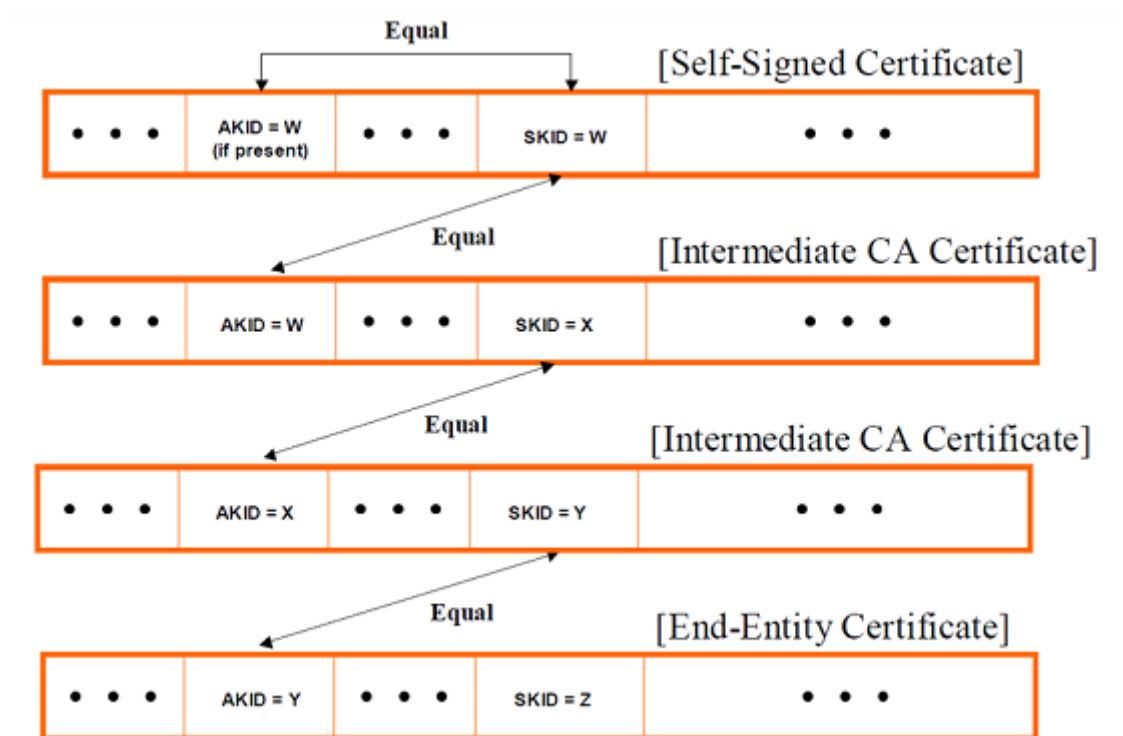 Equal
[Self-Signed Certificate]
• • •
AKID = W
(if present)
• • •
SKID = W
• • •
Equal
[Intermediate CA Certificate]
• • •
AKID = W
• • •
SKID = X
• • •
Equal
[Intermediate CA Certificate]
• • •
AKID = X
• • •
SKID = Y
• • •
Equal
[End-Entity Certificate]
• • •
AKID = Y
• • •
SKID = Z
• • •